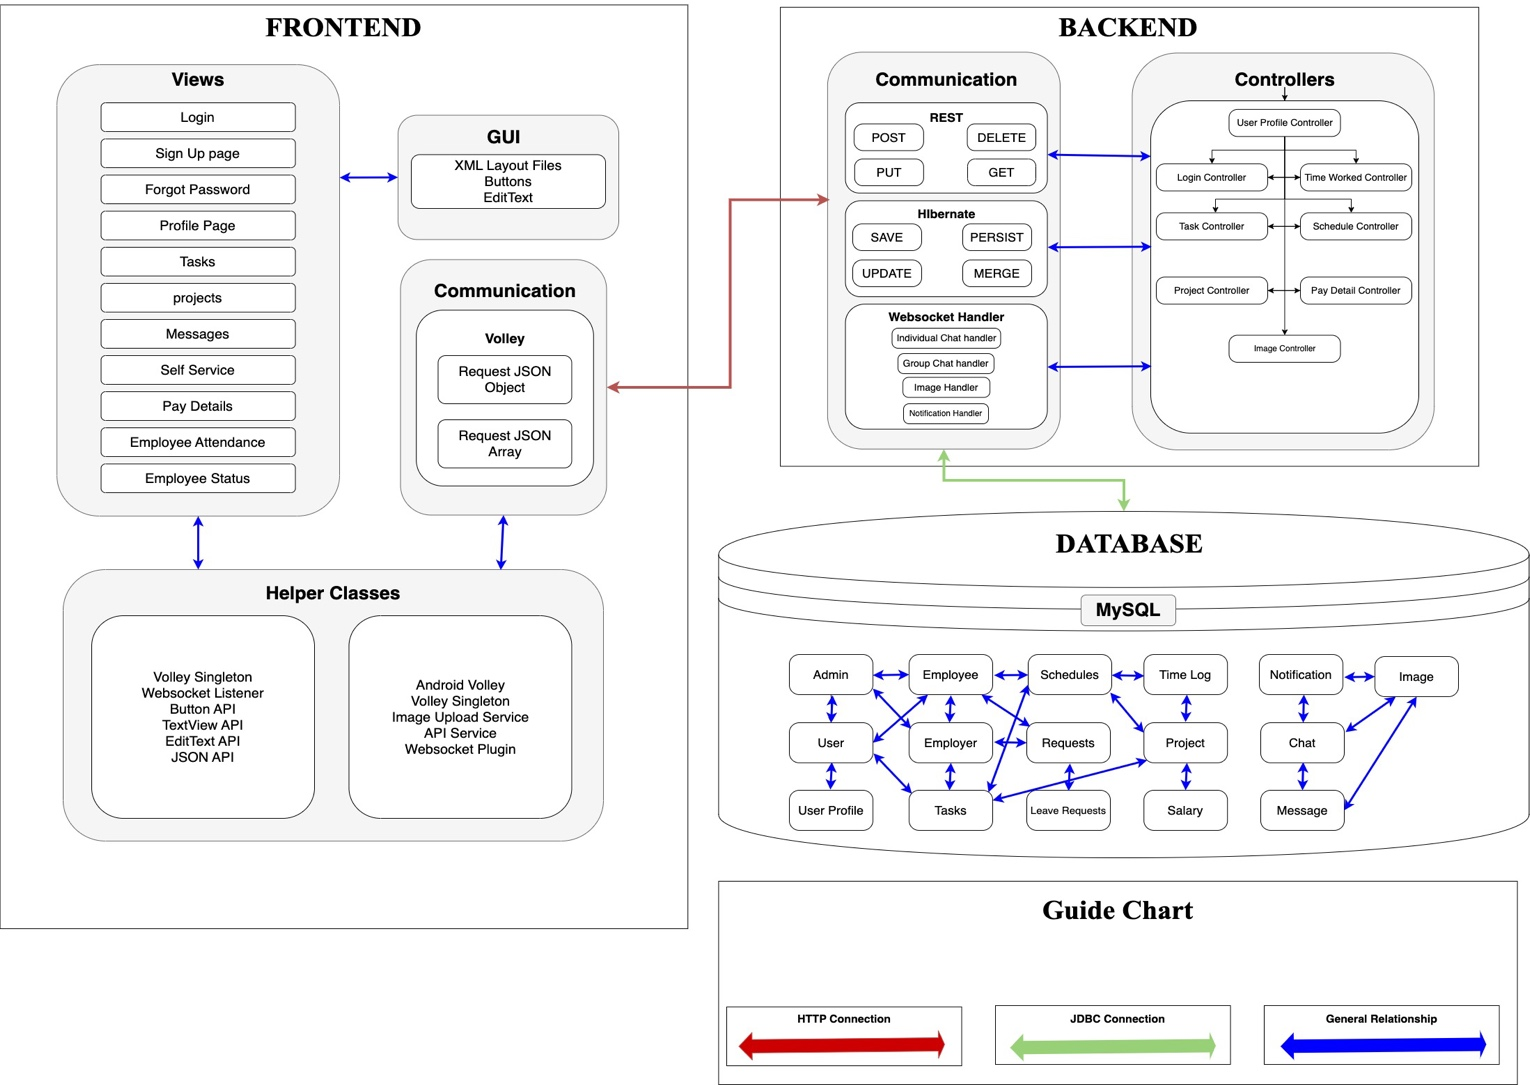 FRONTEND
Views
Login
Sign Up page
Forgot Password
Profile Page
Tasks
projects
Messages
Self Service
Pay Details
Employee Attendance
Employee Status
GUI
XML Layout Files
Buttons
EditText
Communication
Volley
Request JSON
Object
Request JSON
Array
Helper Classes
Volley Singleton
Websocket Listener
Button API
TextView API
EditText API
JSON API
Android Volley
Volley Singleton
Image Upload Service
API Service
Websocket Plugin
BACKEND
Communication
REST
POST
DELETE
PUT
GET
HIbernate
SAVE
PERSIST
UPDATE
MERGE
Websocket Handler
Individual Chat handler
Group Chat handler
Image Handler
Notification Handler
Controllers
User Profile Controller
Login Controller
Time Worked Controller
Task Controller
Schedule Controller
Project Controller
Pay Detail Controller
Image Controller
DATABASE
MySQL
Admin
Employee
Schedules
Time Log
Notification
Image
User
Employer
Requests
Project
Chat
User Profile
Tasks
Leave Requests
Salary
Message
Guide Chart
HTTP Connection
JDBC Connection
General Relationship